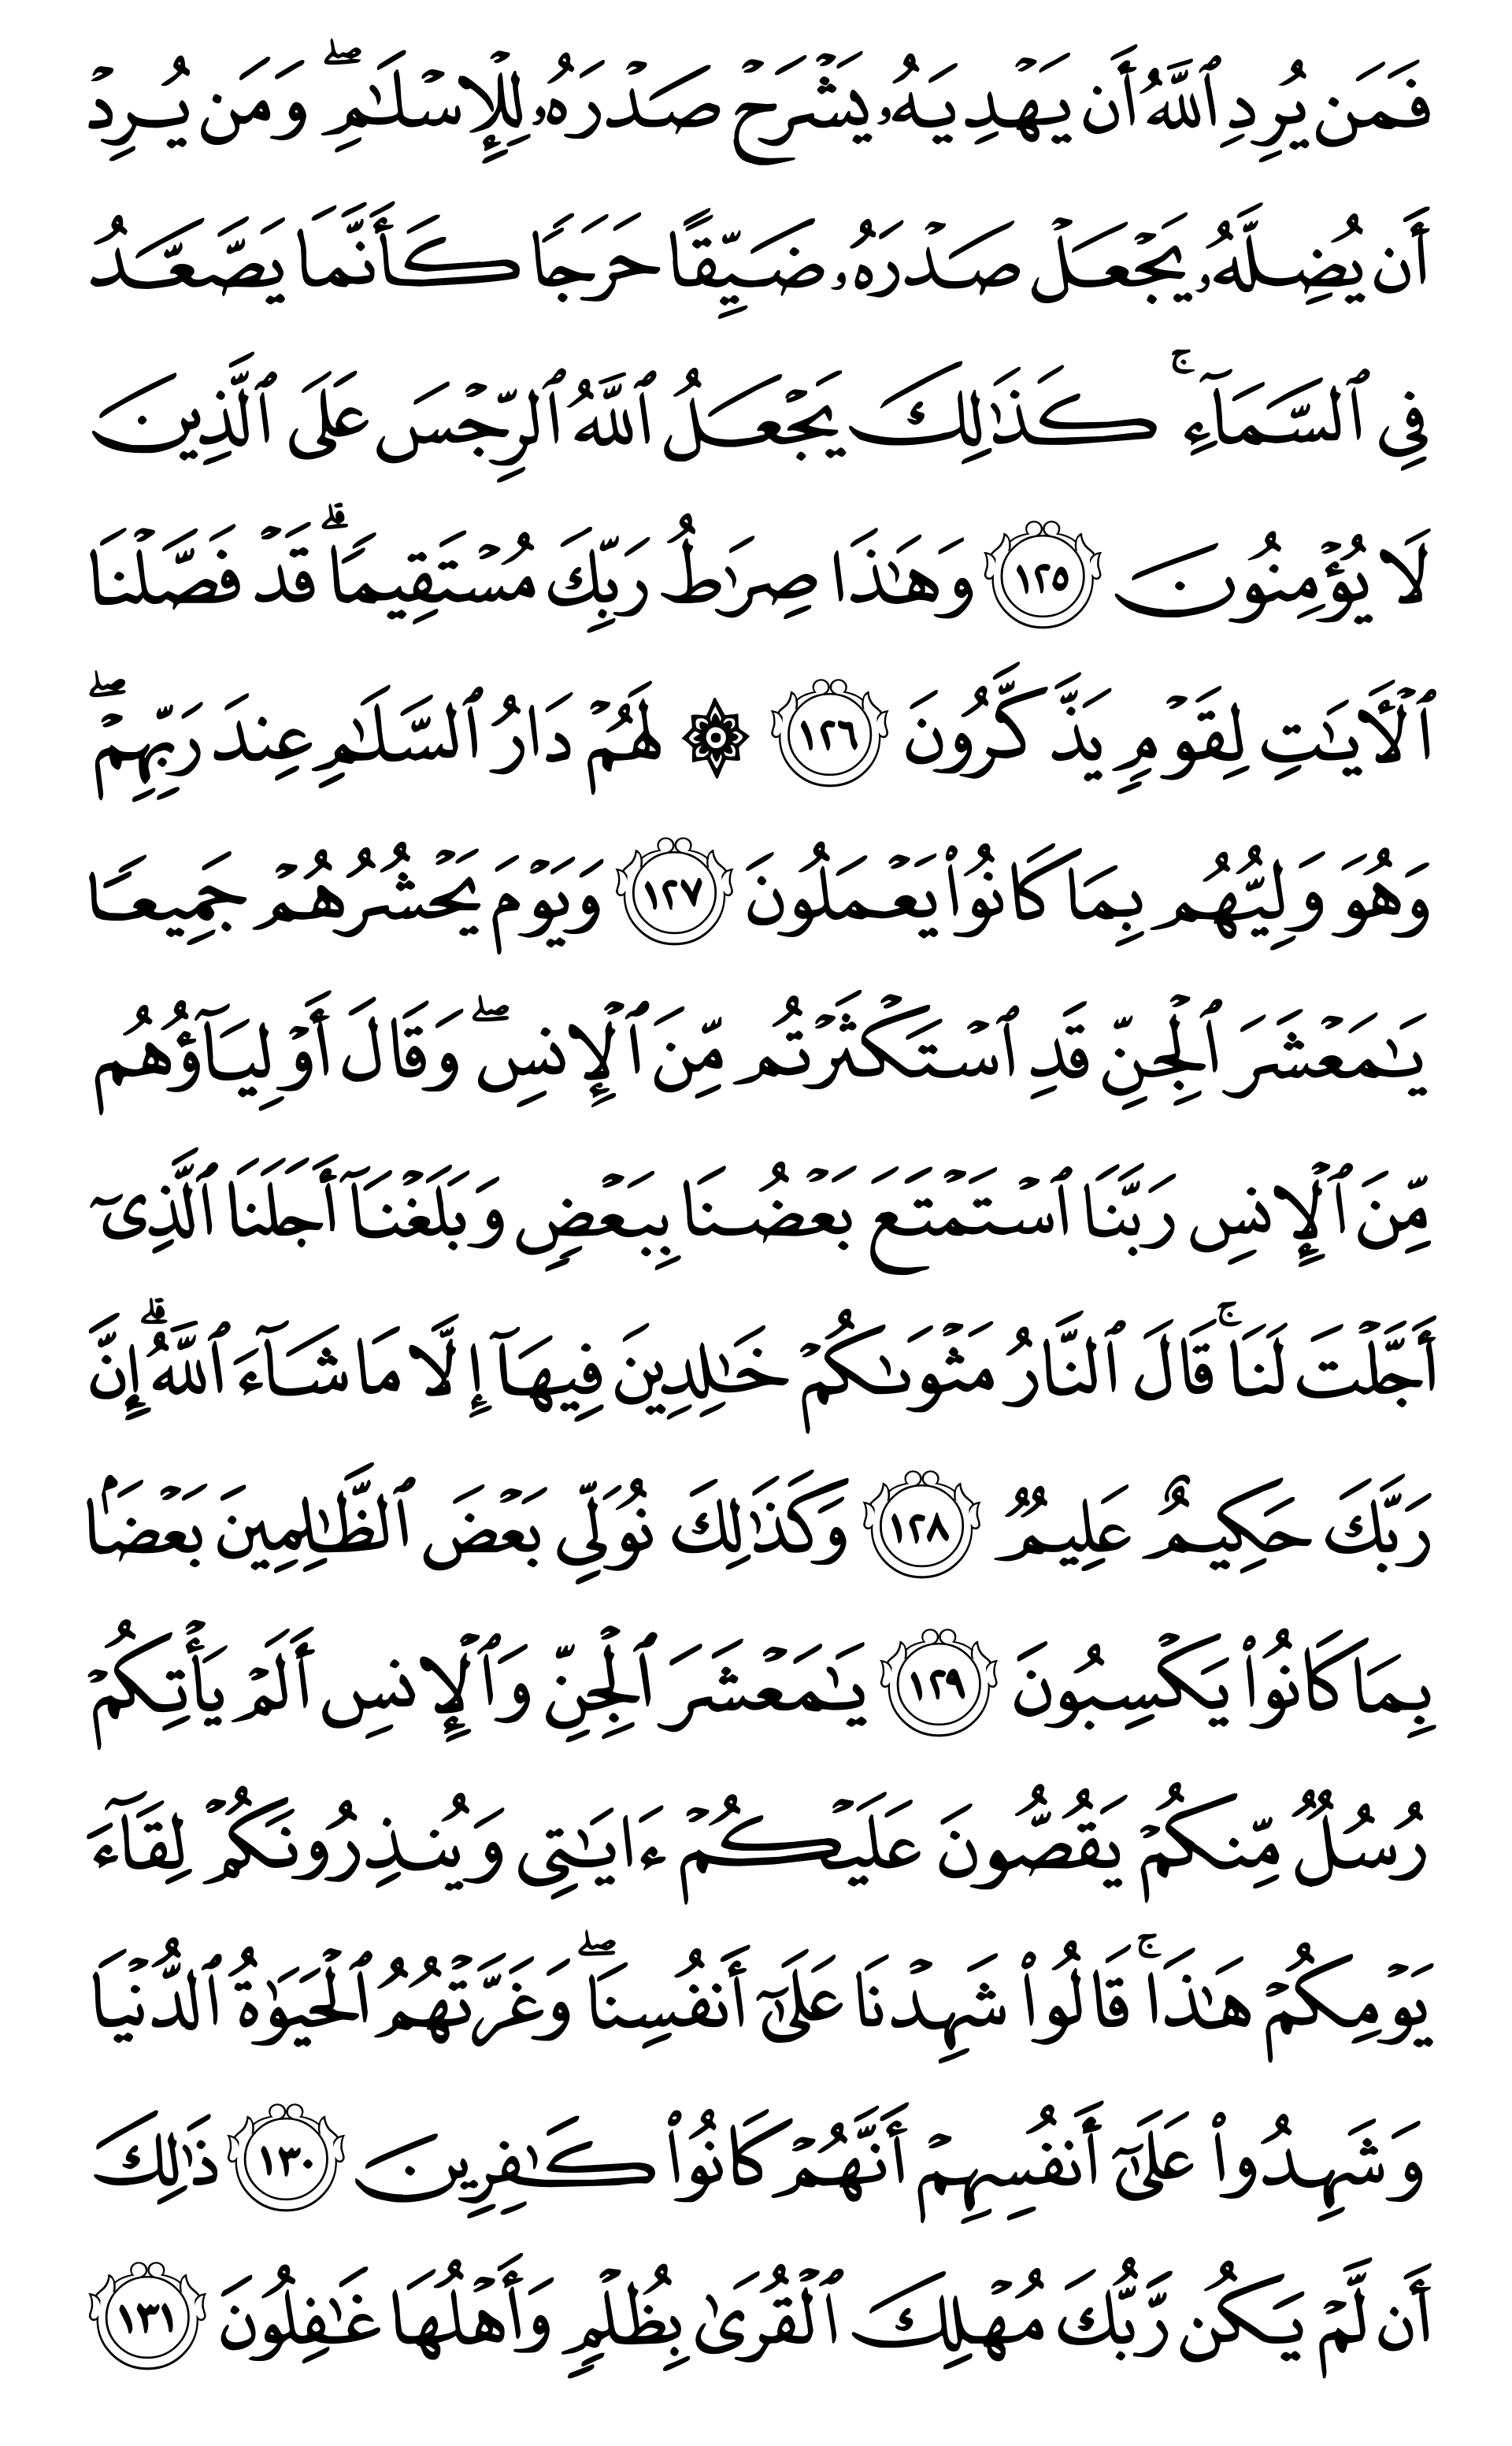 فَمَن يُرِدِ ٱللَّهُ أَن يَهْدِيَهُۥ يَشْرَحْ صَدْرَهُۥ لِلْإِسْلَٰمِ ۖ وَمَن يُرِدْ
أَن يُضِلَّهُۥ يَجْعَلْ صَدْرَهُۥ ضَيِّقًا حَرَجًا كَأَنَّمَا يَصَّعَّدُ
فِي ٱلسَّمَآءِ ۚ كَذَٰلِكَ يَجْعَلُ ٱللَّهُ ٱلرِّجْسَ عَلَى ٱلَّذِينَ
لَا يُؤْمِنُونَ ١٢٥ وَهَٰذَا صِرَٰطُ رَبِّكَ مُسْتَقِيمًا ۗ قَدْ فَصَّلْنَا
ٱلْأَيَٰتِ لِقَوْمٍ يَذَّكَّرُونَ ١٢٦ ۞ لَهُمْ دَارُ ٱلسَّلَٰمِ عِندَ رَبِّهِمْ ۖ
وَهُوَ وَلِيُّهُم بِمَا كَانُوا۟ يَعْمَلُونَ ١٢٧ وَيَوْمَ يَحْشُرُهُمْ جَمِيعًا
يَٰمَعْشَرَ ٱلْجِنِّ قَدِ ٱسْتَكْثَرْتُم مِّنَ ٱلْإِنسِ ۖ وَقَالَ أَوْلِيَآؤُهُم
مِّنَ ٱلْإِنسِ رَبَّنَا ٱسْتَمْتَعَ بَعْضُنَا بِبَعْضٍ وَبَلَغْنَآ أَجَلَنَا ٱلَّذِىٓ
أَجَّلْتَ لَنَا ۚ قَالَ ٱلنَّارُ مَثْوَىٰكُمْ خَٰلِدِينَ فِيهَآ إِلَّا مَا شَآءَ ٱللَّهُ ۗ إِنَّ
رَبَّكَ حَكِيمٌ عَلِيمٌ ١٢٨ وَكَذَٰلِكَ نُوَلِّي بَعْضَ ٱلظَّٰلِمِينَ بَعْضًۢا
بِمَا كَانُوا۟ يَكْسِبُونَ ١٢٩ يَٰمَعْشَرَ ٱلْجِنِّ وَٱلْإِنسِ أَلَمْ يَأْتِكُمْ
رُسُلٌ مِّنكُمْ يَقُصُّونَ عَلَيْكُمْ ءَايَٰتِي وَيُنذِرُونَكُمْ لِقَآءَ
يَوْمِكُمْ هَٰذَا ۚ قَالُوا۟ شَهِدْنَا عَلَىٰٓ أَنفُسِنَا ۖ وَغَرَّتْهُمُ ٱلْحَيَوٰةُ ٱلدُّنْيَا
وَشَهِدُوا۟ عَلَىٰٓ أَنفُسِهِمْ أَنَّهُمْ كَانُوا۟ كَٰفِرِينَ ١٣٠ ذَٰلِكَ
أَن لَّمْ يَكُن رَّبُّكَ مُهْلِكَ ٱلْقُرَىٰ بِظُلْمٍ وَأَهْلُهَا غَٰفِلُونَ ١٣١